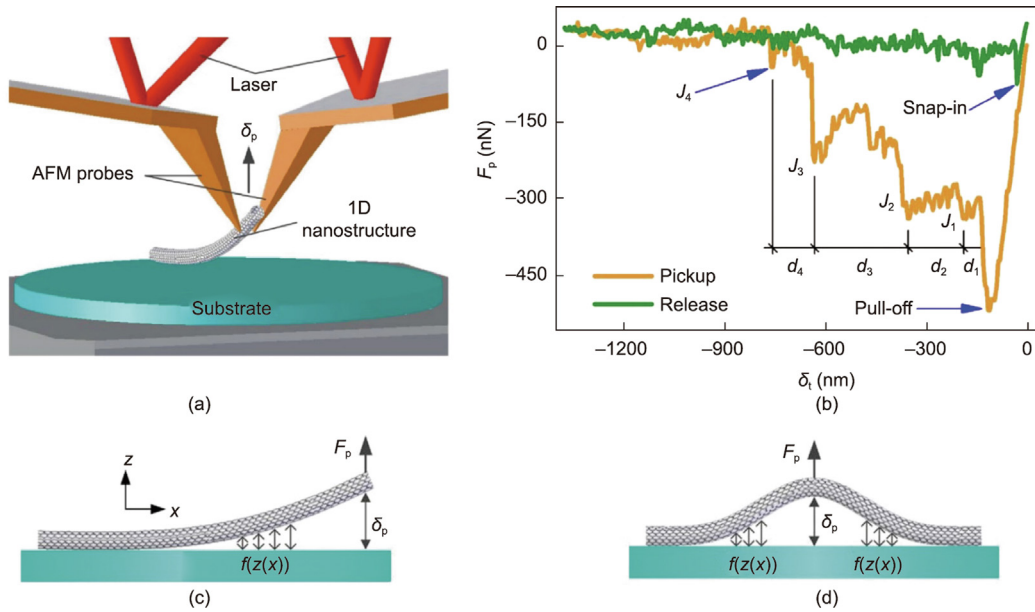 Laser
δp
AFM probes
1D
nanostructure
Substrate
(a)
Fp (nN)
0
−150
−300
−450
J4
J3
J2
J1
Snap-in
d4
d3
d2
d1
Pickup
Release
Pull-off
−1200
−900
−600
−300
0
δt (nm)
(b)
Fp
z
x
δp
f(z(x))
(c)
Fp
δp
f(z(x))
f(z(x))
(d)